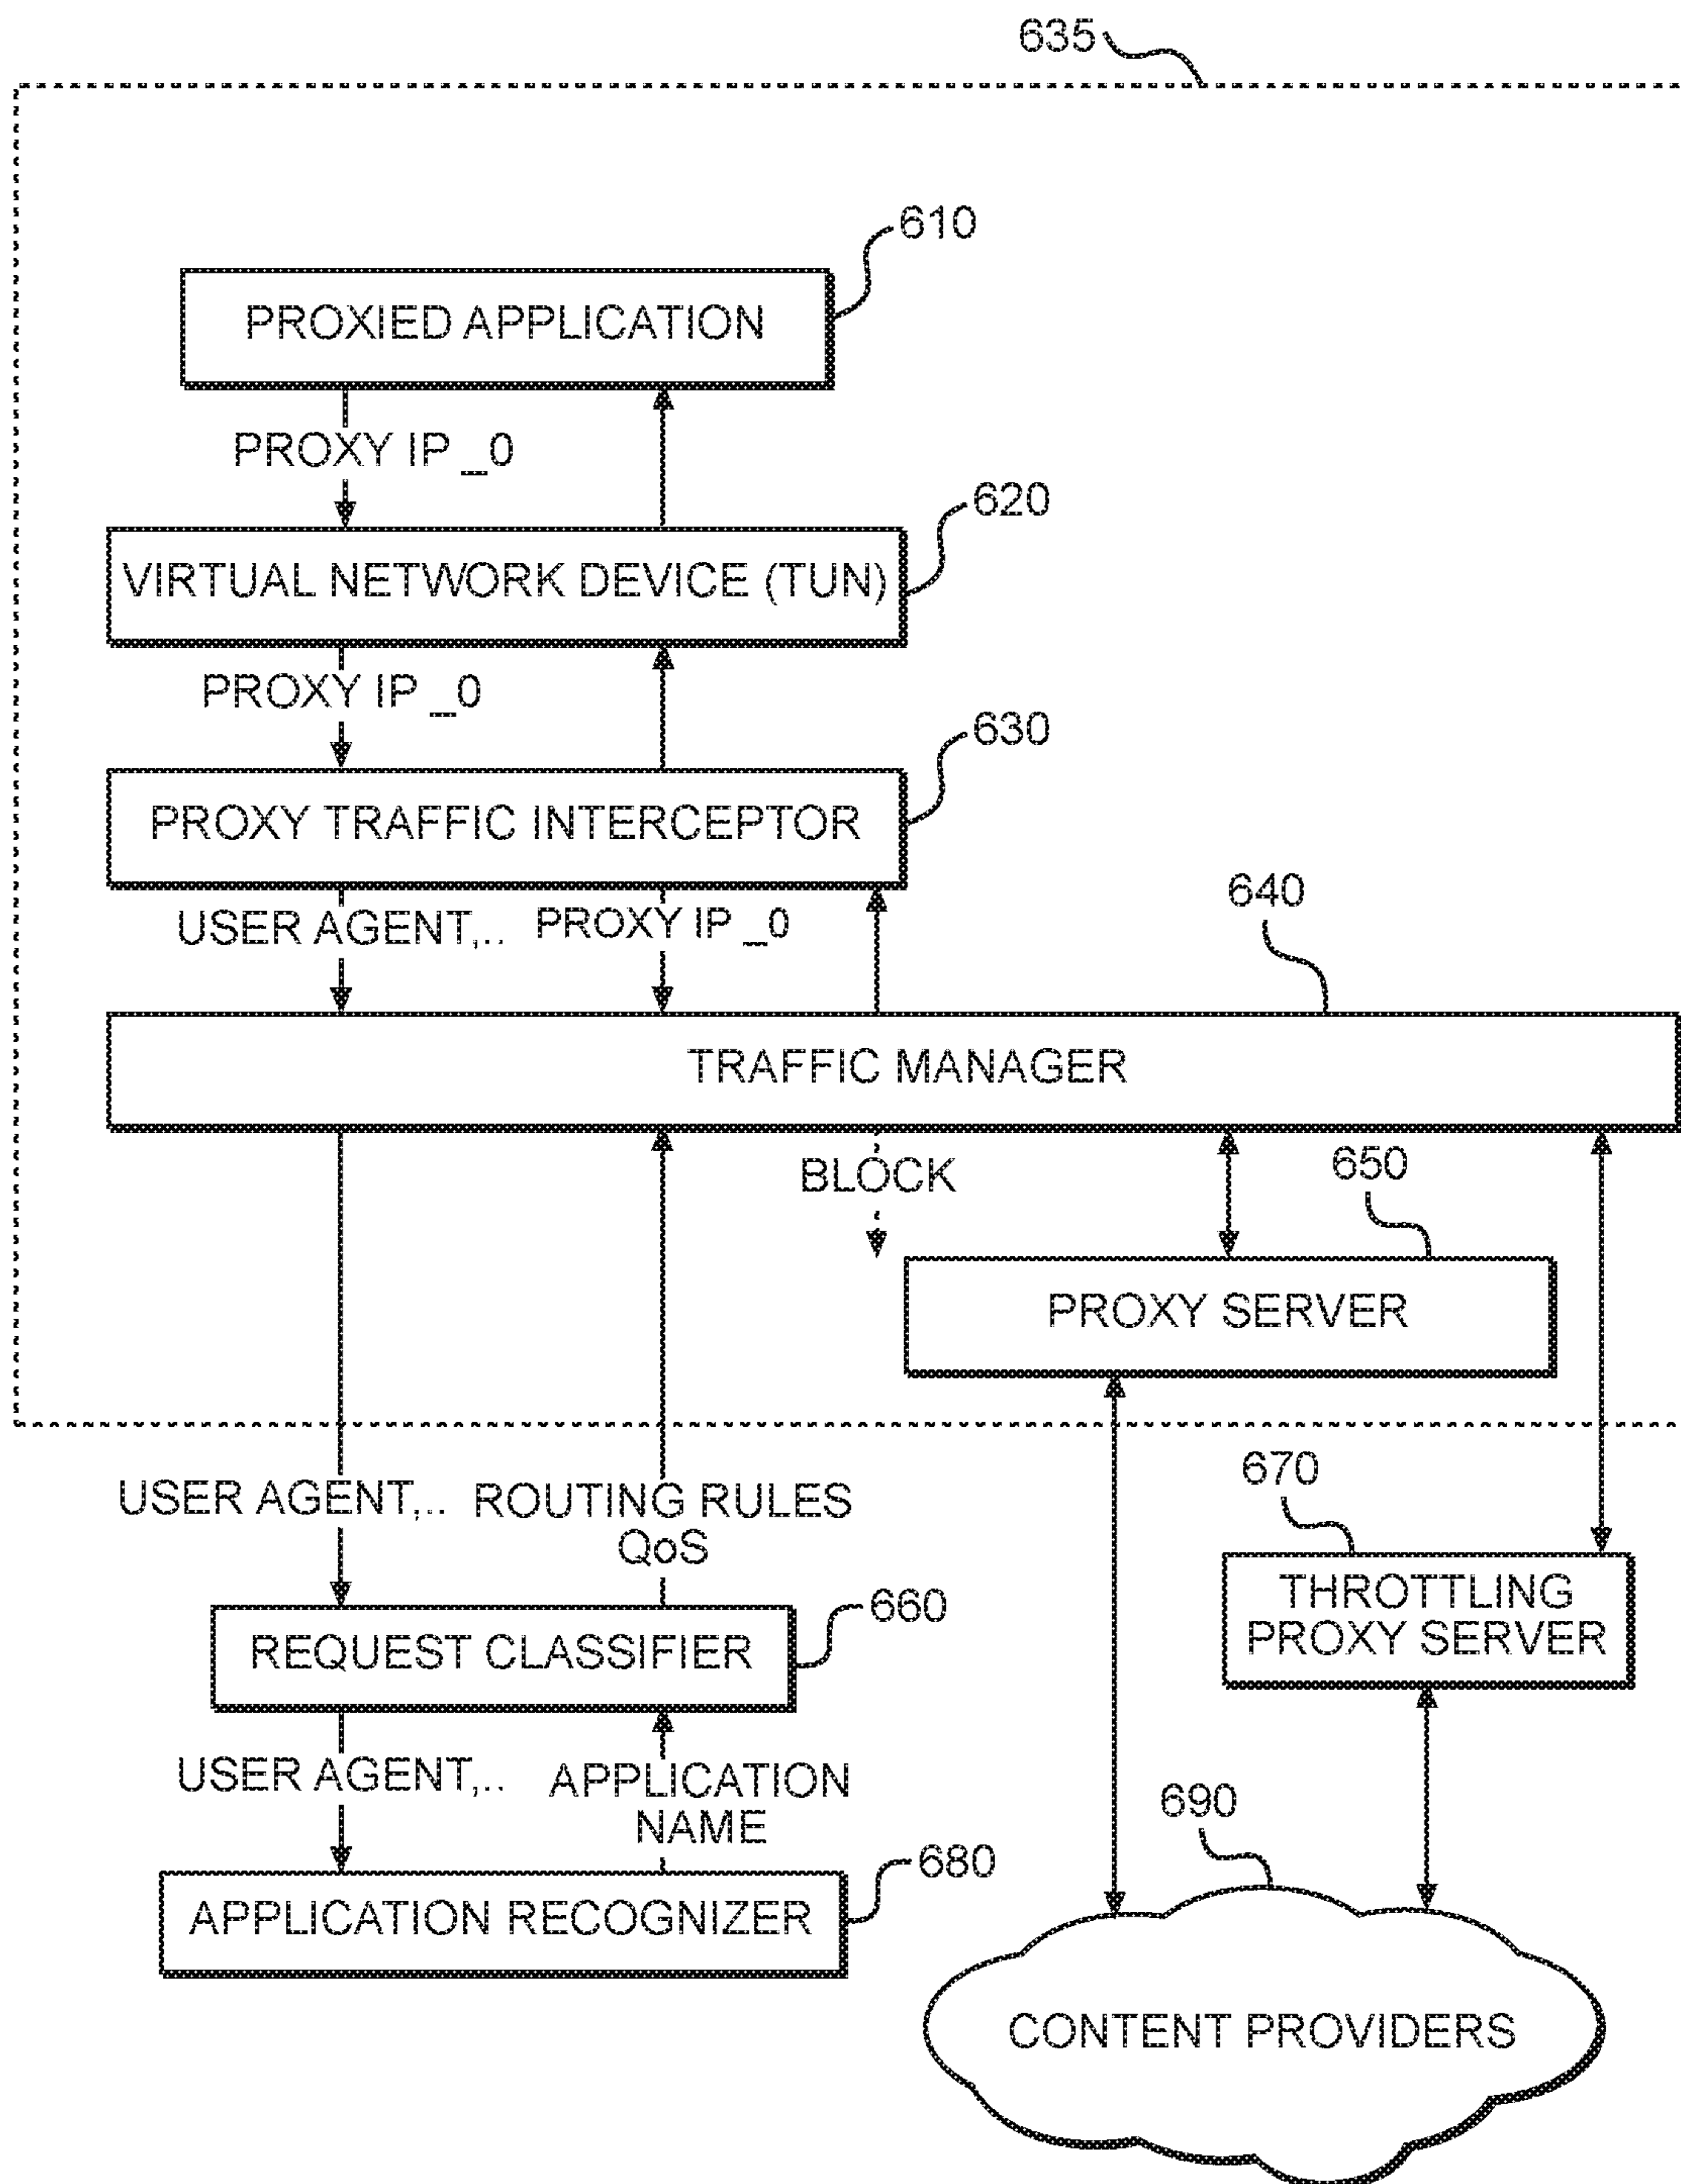 635
610
PROXIED APPLICATION
PROXY IP _0
620
VIRTUAL NETWORK DEVICE (TUN)
PROXY IP _0
630
PROXY TRAFFIC INTERCEPTOR
USER AGENT,.. PROXY IP _0
640
TRAFFIC MANAGER
BLOCK
650
PROXY SERVER
USER AGENT,.. ROUTING RULES
QoS
670
THROTTLING
PROXY SERVER
660
REQUEST CLASSIFIER
USER AGENT,.. APPLICATION
NAME
690
680
APPLICATION RECOGNIZER
CONTENT PROVIDERS